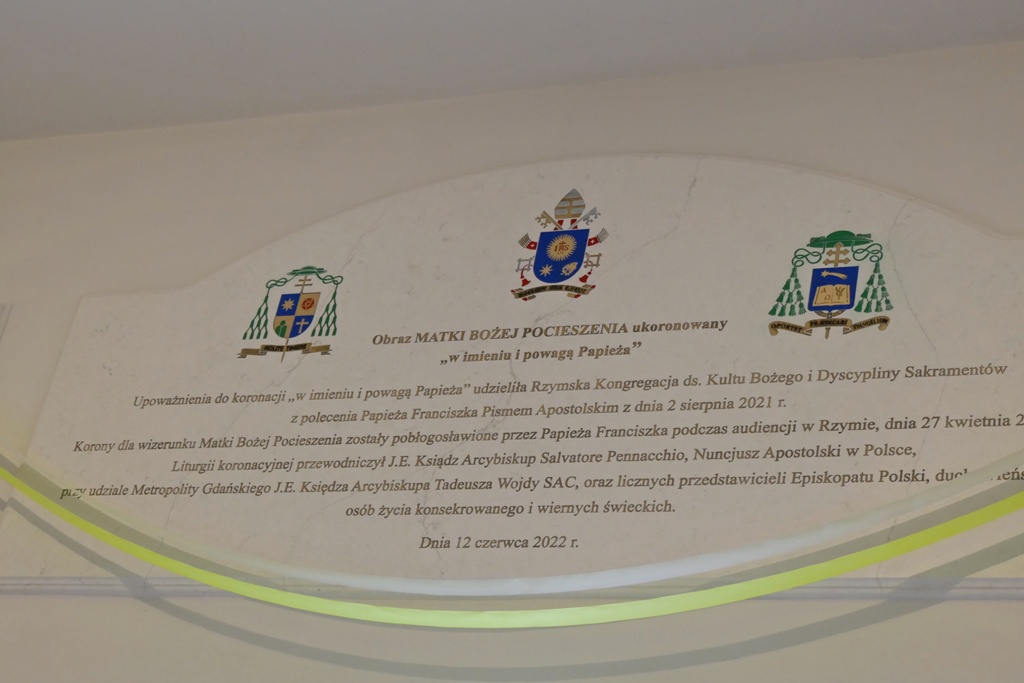 Obraz MATKI BOŻEJ POCIESZENIA ukoronowany
„w imieniu i powagą Papieża”
Upoważnienia do koronacji „w imieniu i powagą Papieża” udzieliła Rzymska Kongregacja ds. Kultu Bożego i Dyscypliny Sakramentów
z polecenia Papieża Franciszka Pismem Apostolskim z dnia 2 sierpnia 2021 r.
Korony dla wizerunku Matki Bożej Pocieszenia zostały pobłogosławione przez Papieża Franciszka podczas audiencji w Rzymie, dnia 27 kwietnia 2
Liturgii koronacyjnej przewodniczył J.E. Ksiądz Arcybiskup Salvatore Pennacchio, Nuncjusz Apostolski w Polsce,
przy udziale Metropolity Gdańskiego J.E. Księdza Arcybiskupa Tadeusza Wojdy SAC, oraz licznych przedstawicieli Episkopatu Polski,
osób życia konsekrowanego i wiernych świeckich.
Dnia 12 czerwca 2022 r.